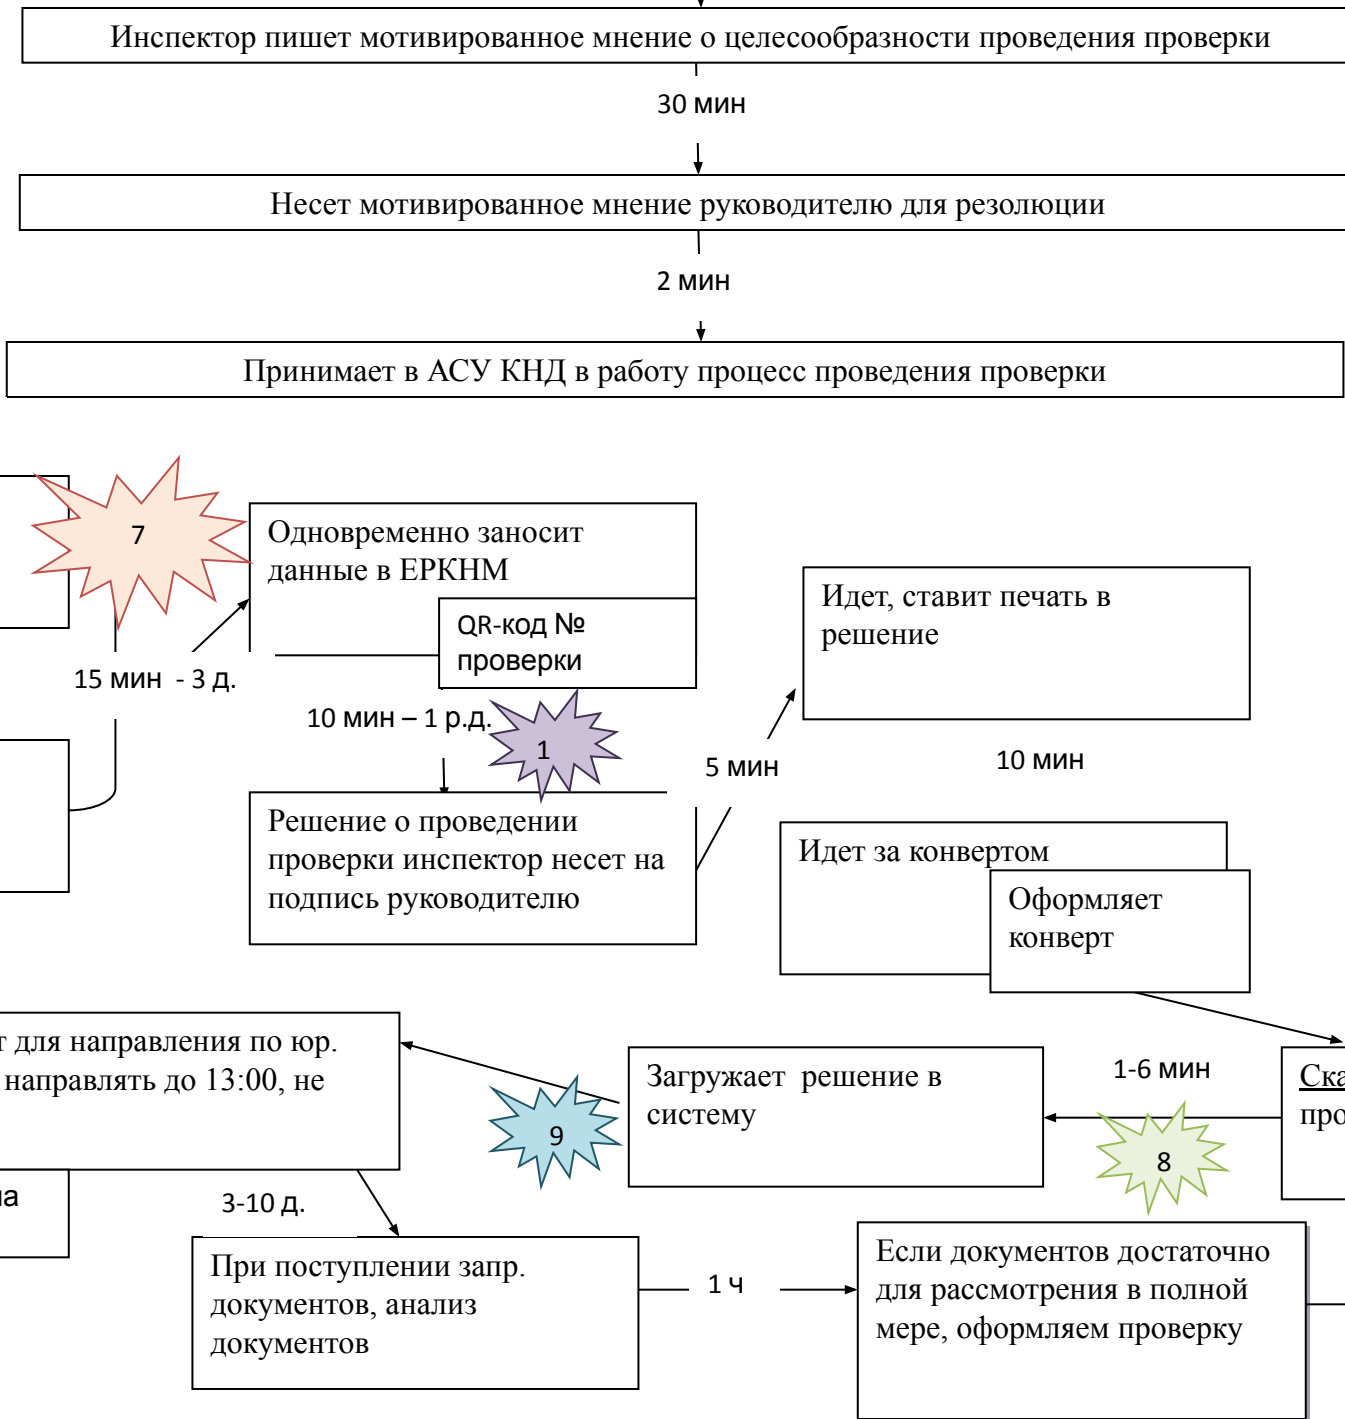 Инспектор пишет мотивированное мнение о целесообразности проведения проверки
30 мин
Несет мотивированное мнение руководителю для резолюции
2 мин
Принимает в АСУ КНД в работу процесс проведения проверки
7
Одновременно заносит
данные в ЕРКНМ
QR-код №
проверки
15 мин - 3 д.
10 мин – 1 р.д.
1
Идет, ставит печать в
решение
5 мин
10 мин
Решение о проведении
проверки инспектор несет на
подпись руководителю
Идет за конвертом
Оформляет
конверт
для направления по юр.
направлять до 13:00, не
9
Загружает решение в
систему
1-6 мин
8
3-10 д.
При поступлении запр.
документов, анализ
документов
1 ч
Если документов достаточно
для рассмотрения в полной
мере, оформляем проверку